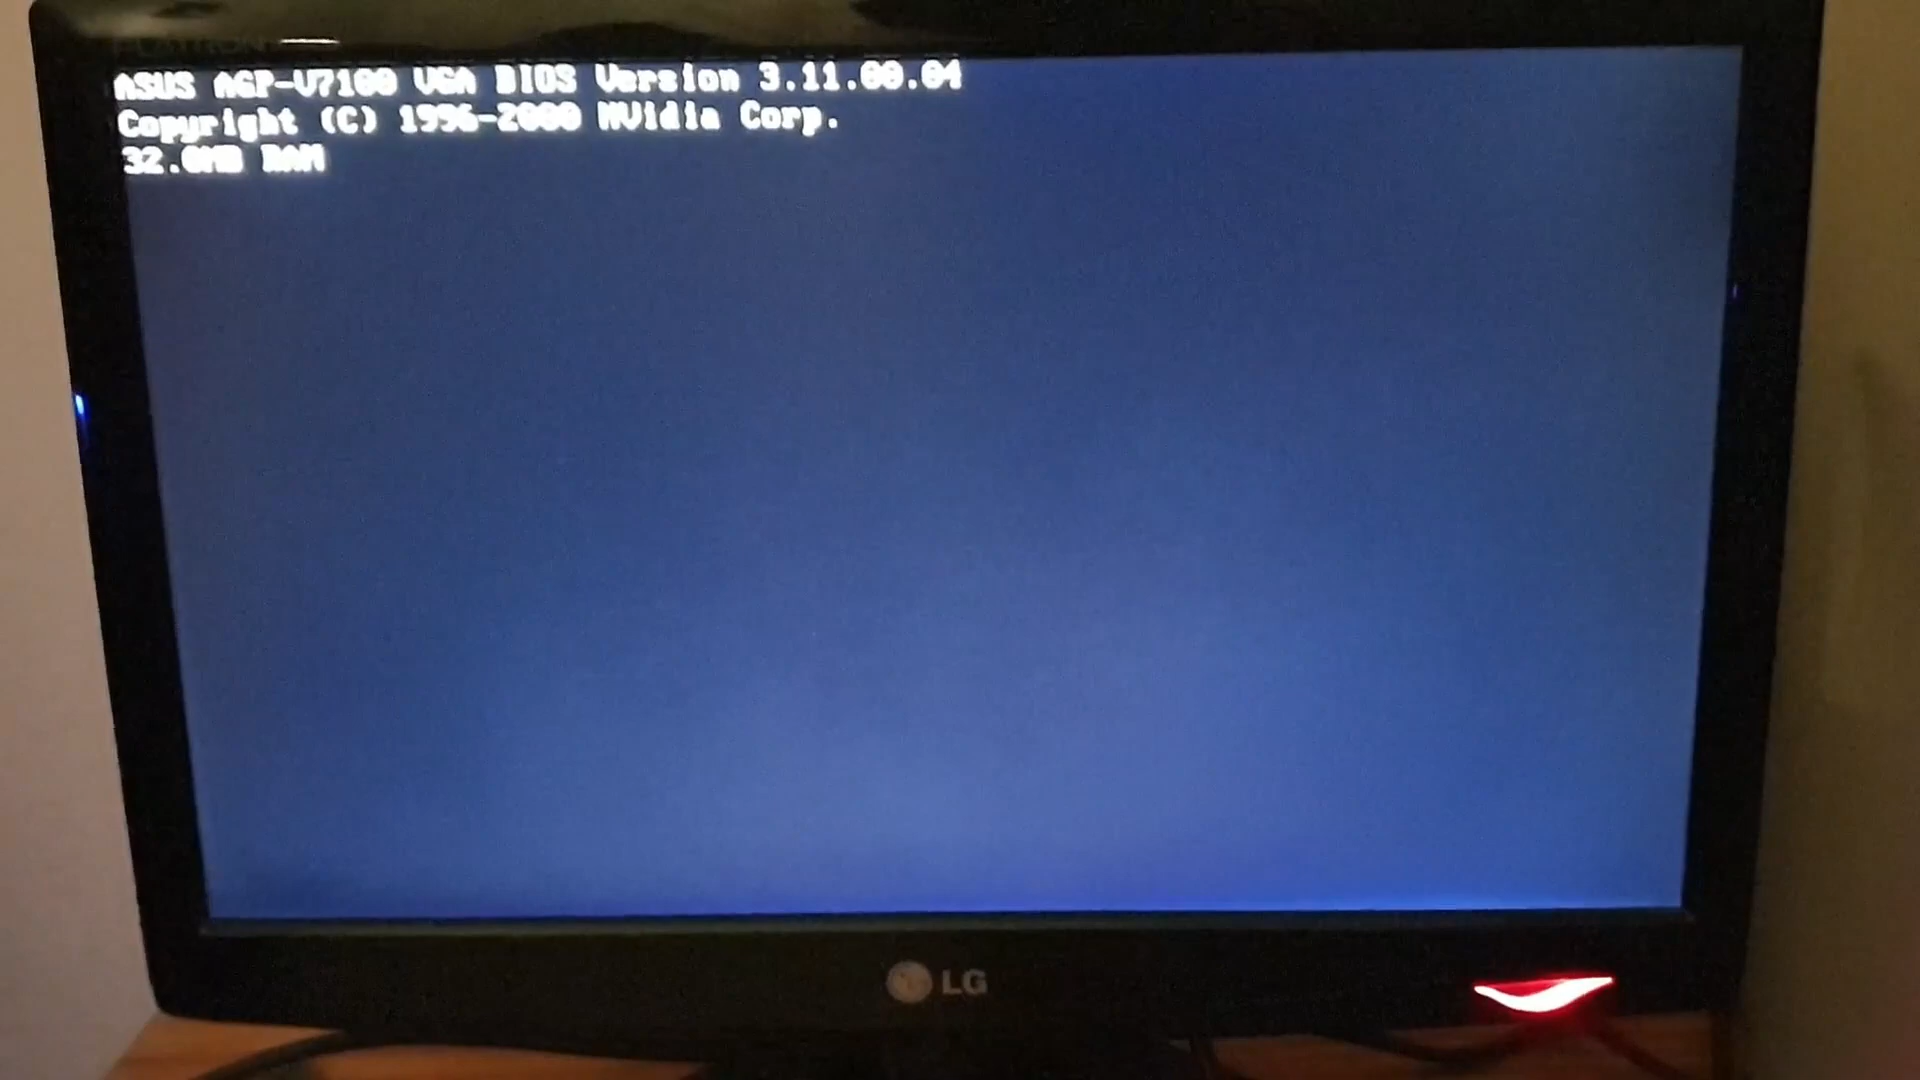 FLATRON
ASUS AGP-V7100 VGA BIOS Version 3.11.00.04
Copyright (C) 1996-2000 NVidia Corp.
32.0MB RAM
LG